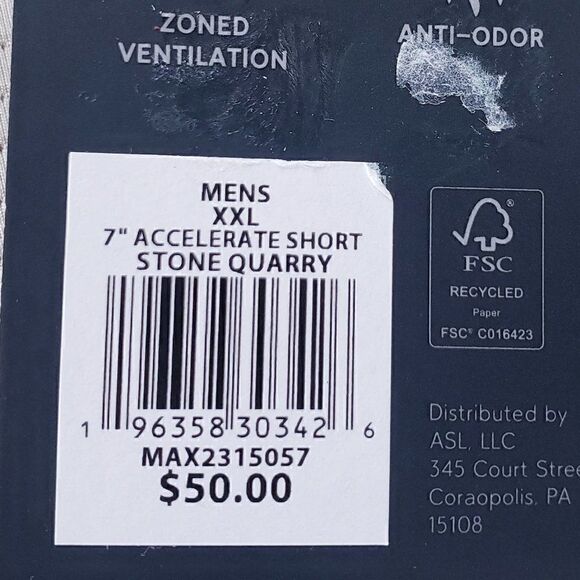 ZONED
VENTILATION
ANTI-ODOR
MENS
XXL
7" ACCELERATE SHORT
STONE QUARRY
1 96358 30342 6
MAX2315057
$50.00
®
FSC
RECYCLED
Paper
FSC® C016423
Distributed by
ASL, LLC
345 Court
Coraopolis, PA
15108